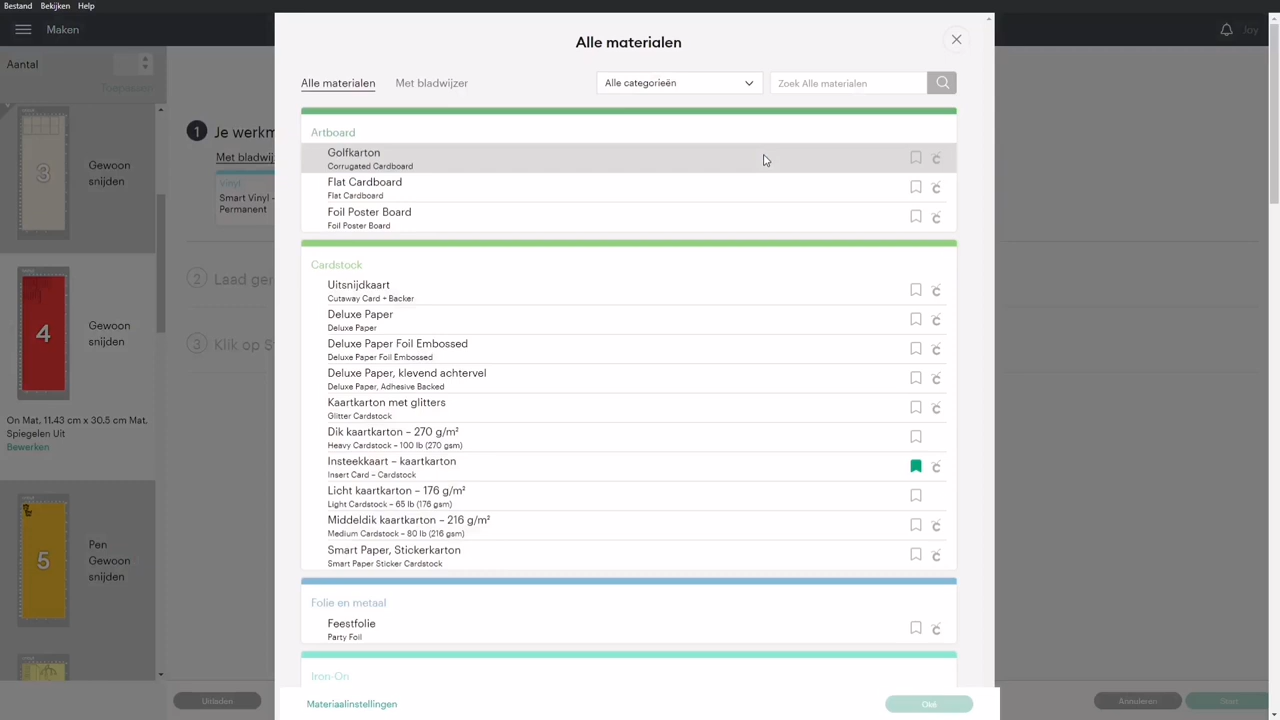 Bestand Bekijken Help
Maken
Joy
Aantal
Toepassen
3
Gewoon
snijden
4
Gewoon
snijden
On Mat, 11.43 cm x 30.5 cm Mat.
Spiegelen Uit
Bewerken
5
Pen
Gewoon
snijden
1 Je werkm
Met bladwij
Vinyl
Smart Vinyl –
Permanent
2 Laad ger
3 Klik op S
Uitladen
Annuleren
Start
Alle materialen
Alle materialen
Met bladwijzer
Alle categorieën
Zoek Alle materialen
Artboard
Golfkarton
Corrugated Cardboard
Flat Cardboard
Flat Cardboard
Foil Poster Board
Foil Poster Board
Cardstock
Uitsnijdkaart
Cutaway Card + Backer
Deluxe Paper
Deluxe Paper
Deluxe Paper Foil Embossed
Deluxe Paper Foil Embossed
Deluxe Paper, klevend achtervel
Deluxe Paper, Adhesive Backed
Kaartkarton met glitters
Glitter Cardstock
Dik kaartkarton – 270 g/m²
Heavy Cardstock – 100 lb (270 gsm)
Insteekkaart – kaartkarton
Insert Card – Cardstock
Licht kaartkarton – 176 g/m²
Light Cardstock – 65 lb (176 gsm)
Middeldik kaartkarton – 216 g/m²
Medium Cardstock – 80 lb (216 gsm)
Smart Paper, Stickerkarton
Smart Paper Sticker Cardstock
Folie en metaal
Feestfolie
Party Foil
Iron-On
Materiaalinstellingen
Oké